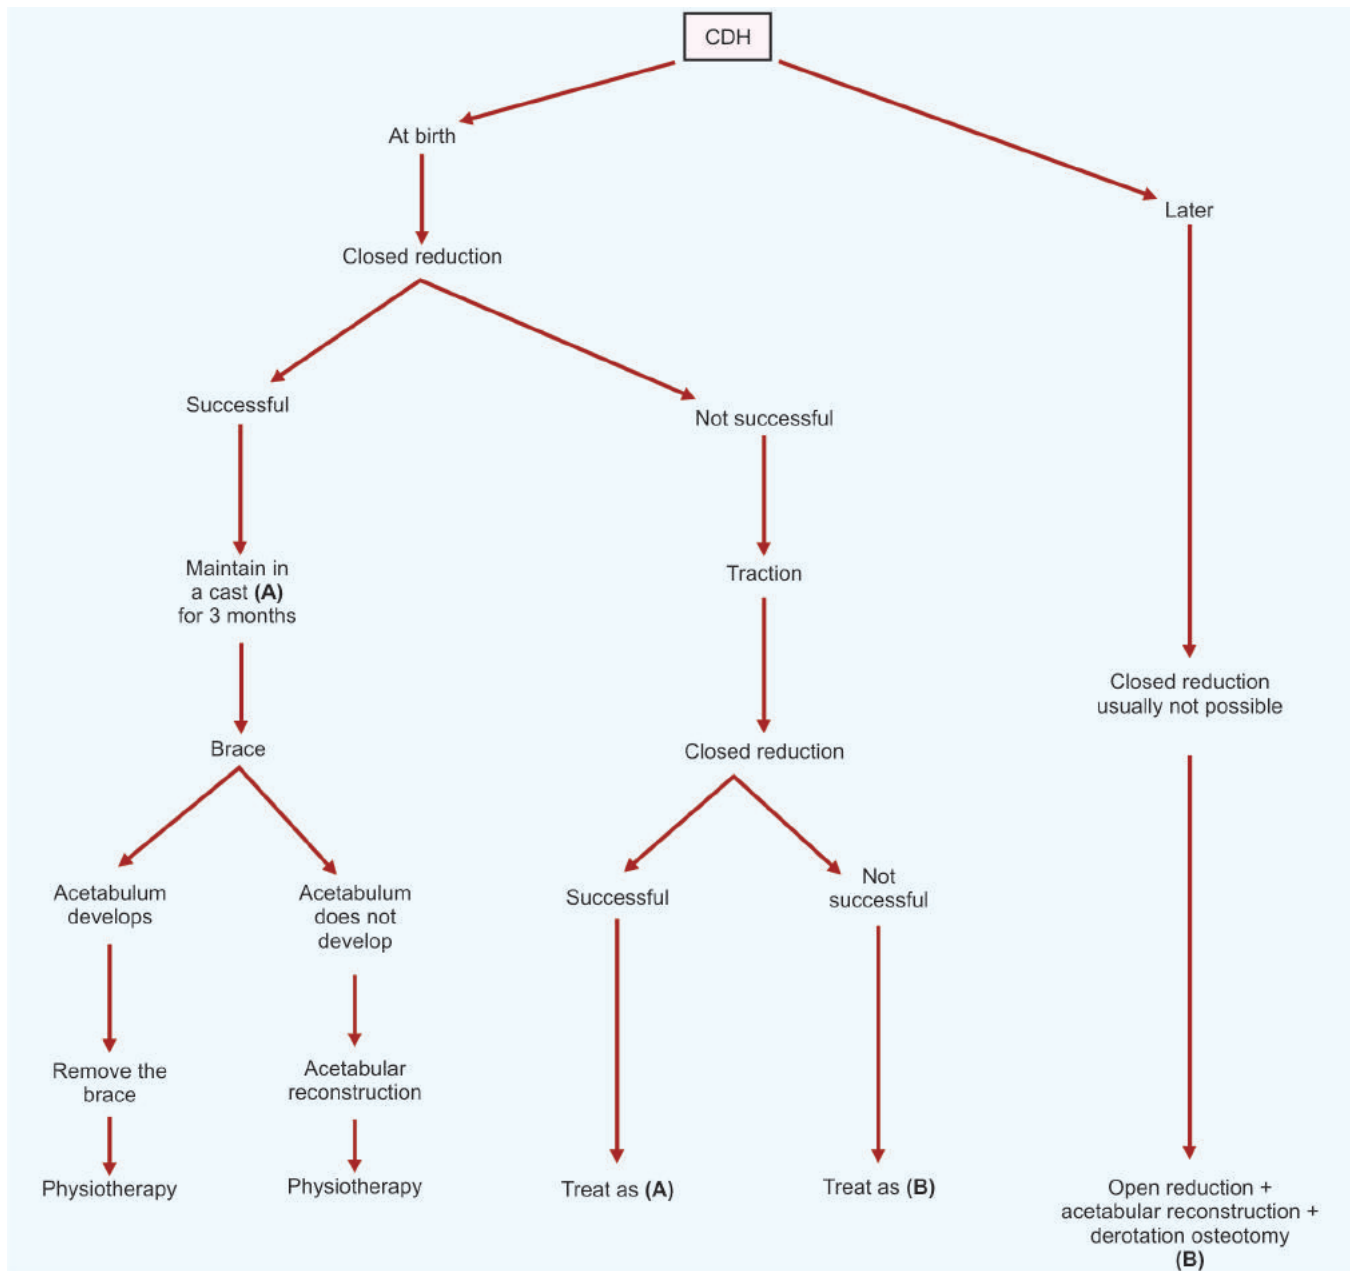 CDH
At birth
Later
Closed reduction
Successful
Not successful
Maintain in
a cast (A)
for 3 months
Traction
Closed reduction
usually not possible
Brace
Closed reduction
Acetabulum
develops
Acetabulum
does not
develop
Successful
Not
successful
Remove the
brace
Acetabular
reconstruction
Physiotherapy
Physiotherapy
Treat as (A)
Treat as (B)
Open reduction +
acetabular reconstruction +
derotation osteotomy
(B)